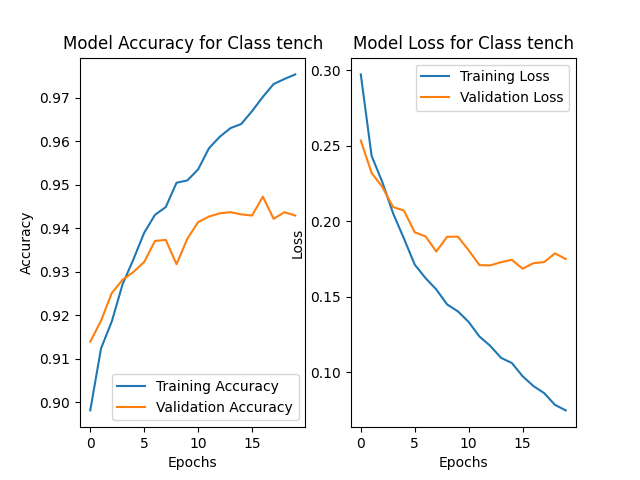 Model Accuracy for Class tench
Accuracy
0.97
0.96
0.95
0.94
0.93
0.92
0.91
0.90
Training Accuracy
Validation Accuracy
0 5 10 15
Epochs
Model Loss for Class tench
Loss
0.30
0.25
0.20
0.15
0.10
Training Loss
Validation Loss
0 5 10 15
Epochs